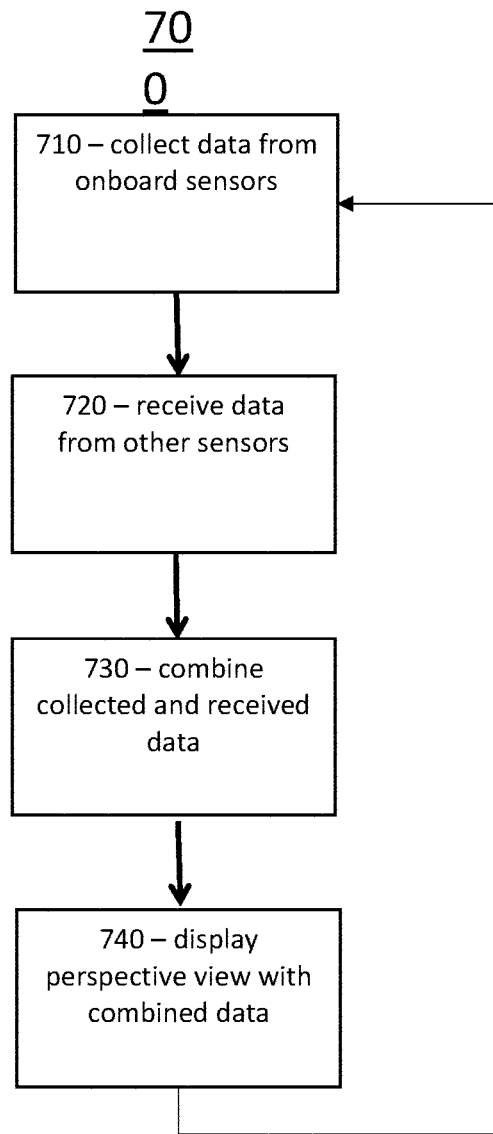 70
0
710 – collect data from
onboard sensors
720 – receive data
from other sensors
730 – combine
collected and received
data
740 – display
perspective view with
combined data